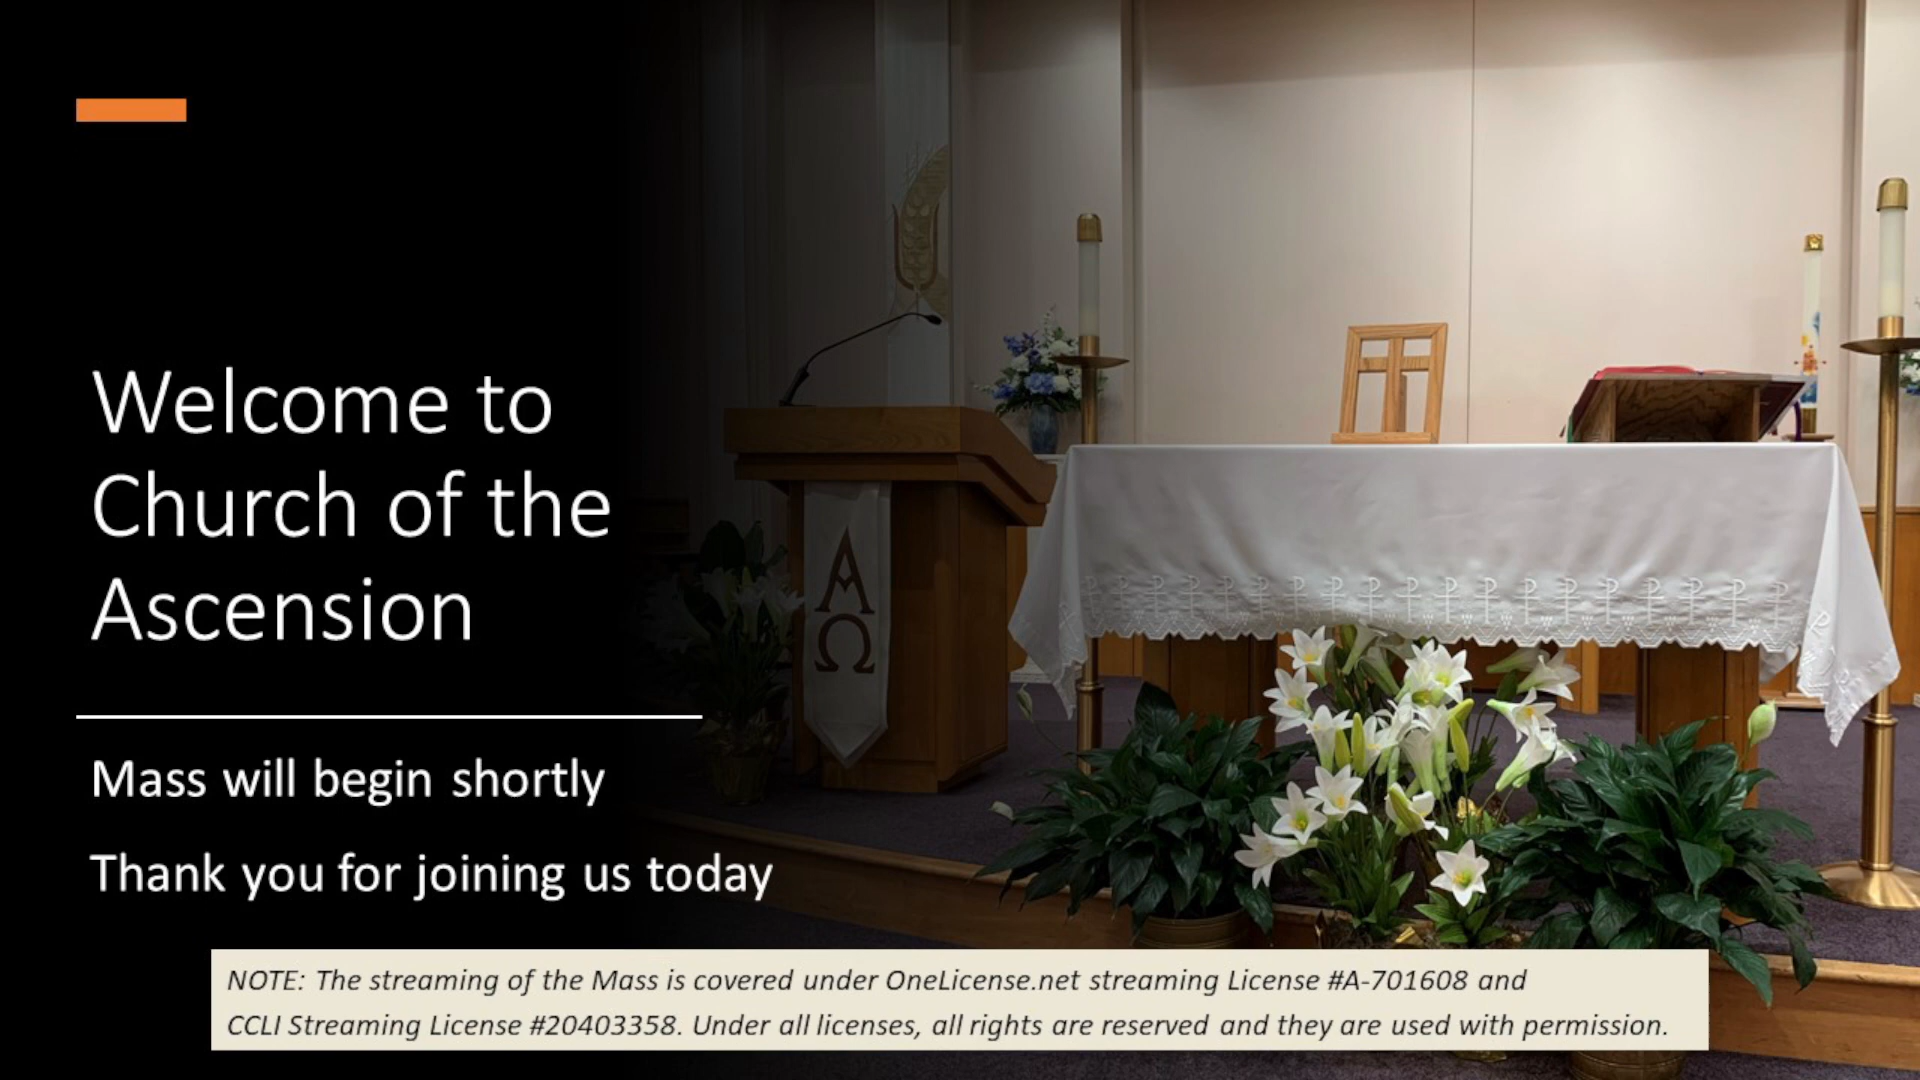 Welcome to
Church of the
Ascension
Mass will begin shortly
Thank you for joining us today
ΑΩ
NOTE: The streaming of the Mass is covered under OneLicense.net streaming License #A-701608 and
CCLI Streaming License #20403358. Under all licenses, all rights are reserved and they are used with permission.